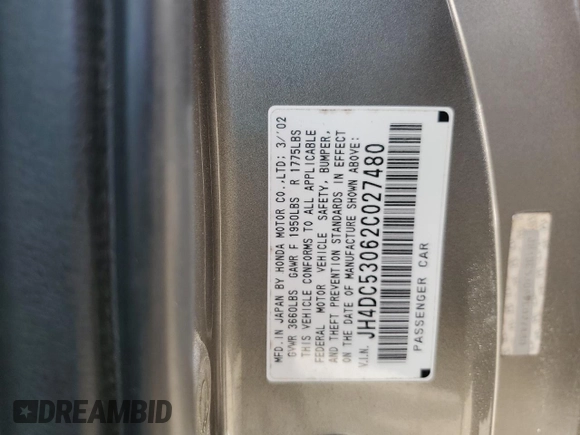 MFD. IN JAPAN BY HONDA MOTOR CO., LTD: 3/'02
GVWR 3660LBS GAWR F 1950LBS R 1775LBS
THIS VEHICLE CONFORMS TO ALL APPLICABLE
FEDERAL MOTOR VEHICLE SAFETY, BUMPER,
AND THEFT PREVENTION STANDARDS IN EFFECT
ON THE DATE OF MANUFACTURE SHOWN ABOVE:
V.I.N. JH4DC53062C027480
PASSENGER CAR
DREAMBID